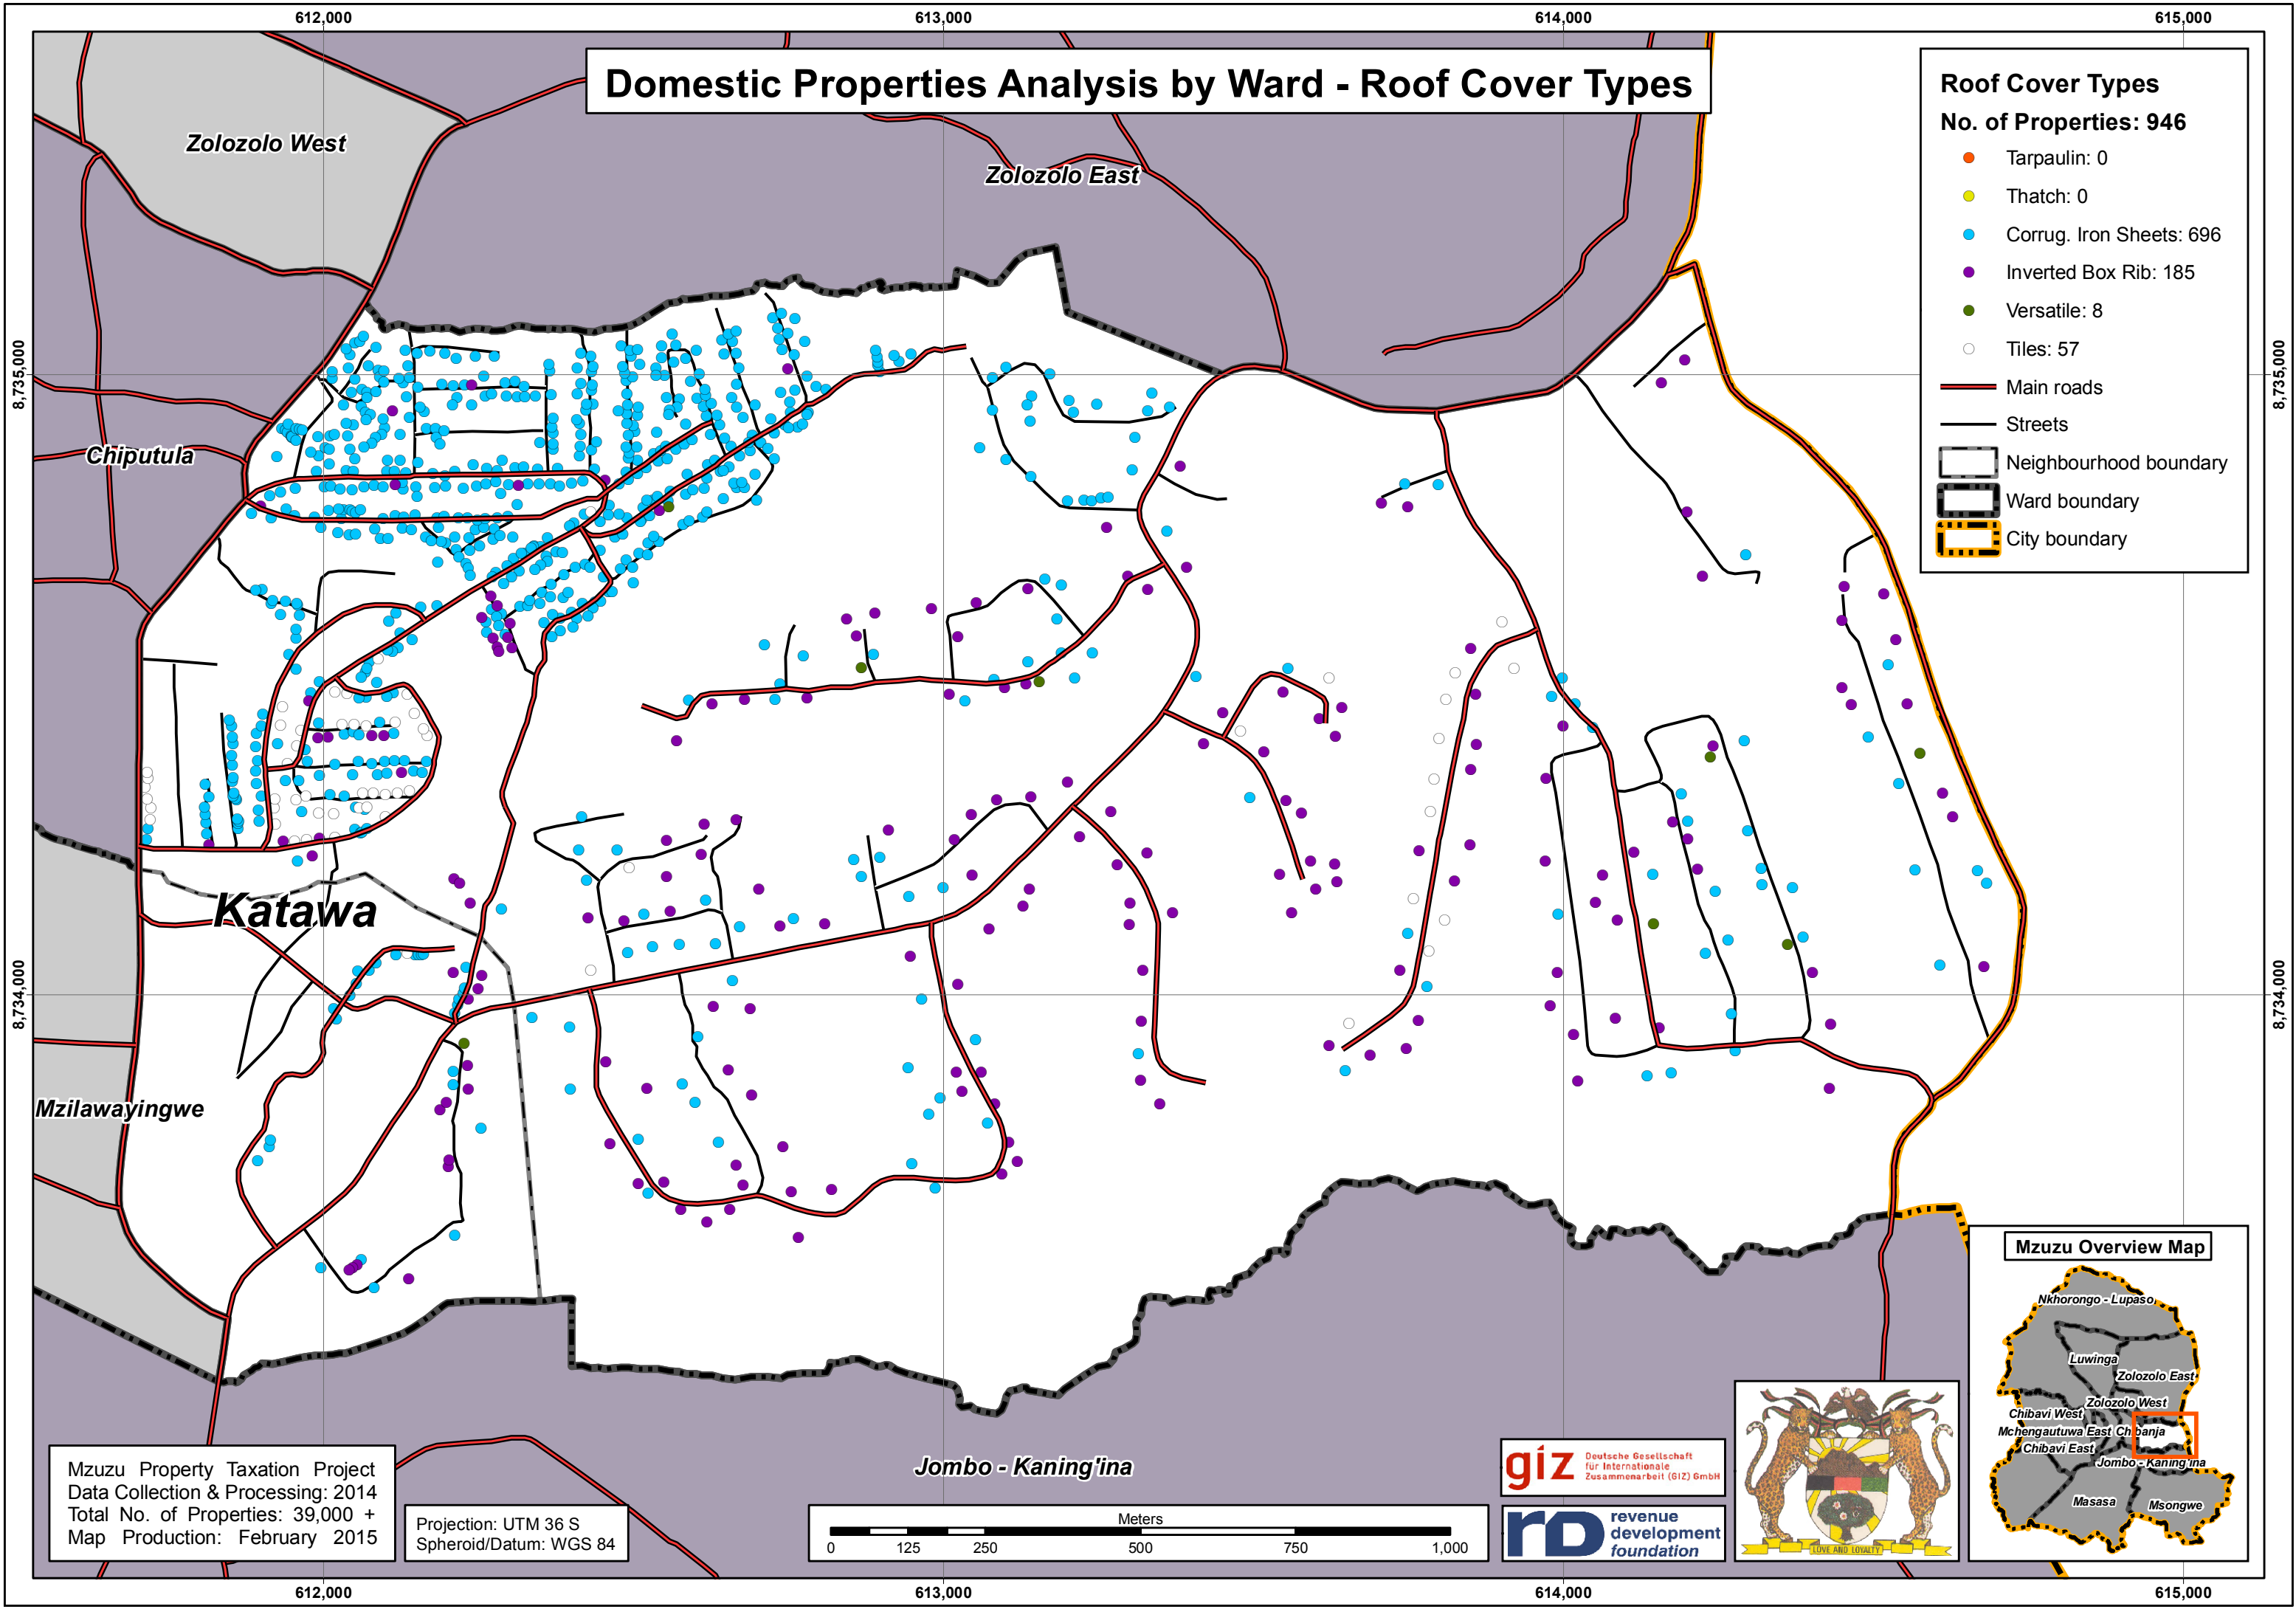 612,000
613,000
614,000
615,000
Domestic Properties Analysis by Ward - Roof Cover Types
Roof Cover Types
No. of Properties: 946
Tarpaulin: 0
Thatch: 0
Corrug. Iron Sheets: 696
Inverted Box Rib: 185
Versatile: 8
Tiles: 57
Main roads
Streets
Neighbourhood boundary
Ward boundary
City boundary
Zolozolo West
Zolozolo East
8,735,000
8,735,000
Chiputula
Katawa
8,734,000
8,734,000
Mzilawayingwe
Jombo - Kaning'ina
Mzuzu Overview Map
Nkhorongo - Lupaso
Luwinga
Zolozolo East
Zolozolo West
Chibavi West
Mchengautuwa East Chibanja
Chibavi East
Jombo - Kaning'ina
Masasa
Msongwe
Mzuzu Property Taxation Project
Data Collection & Processing: 2014
Total No. of Properties: 39,000 +
Map Production: February 2015
Projection: UTM 36 S
Spheroid/Datum: WGS 84
Meters
0 125 250 500 750 1,000
giz Deutsche Gesellschaft
für Internationale
Zusammenarbeit (GIZ) GmbH
rD revenue
development
foundation
LOVE AND LOYALTY
612,000
613,000
614,000
615,000